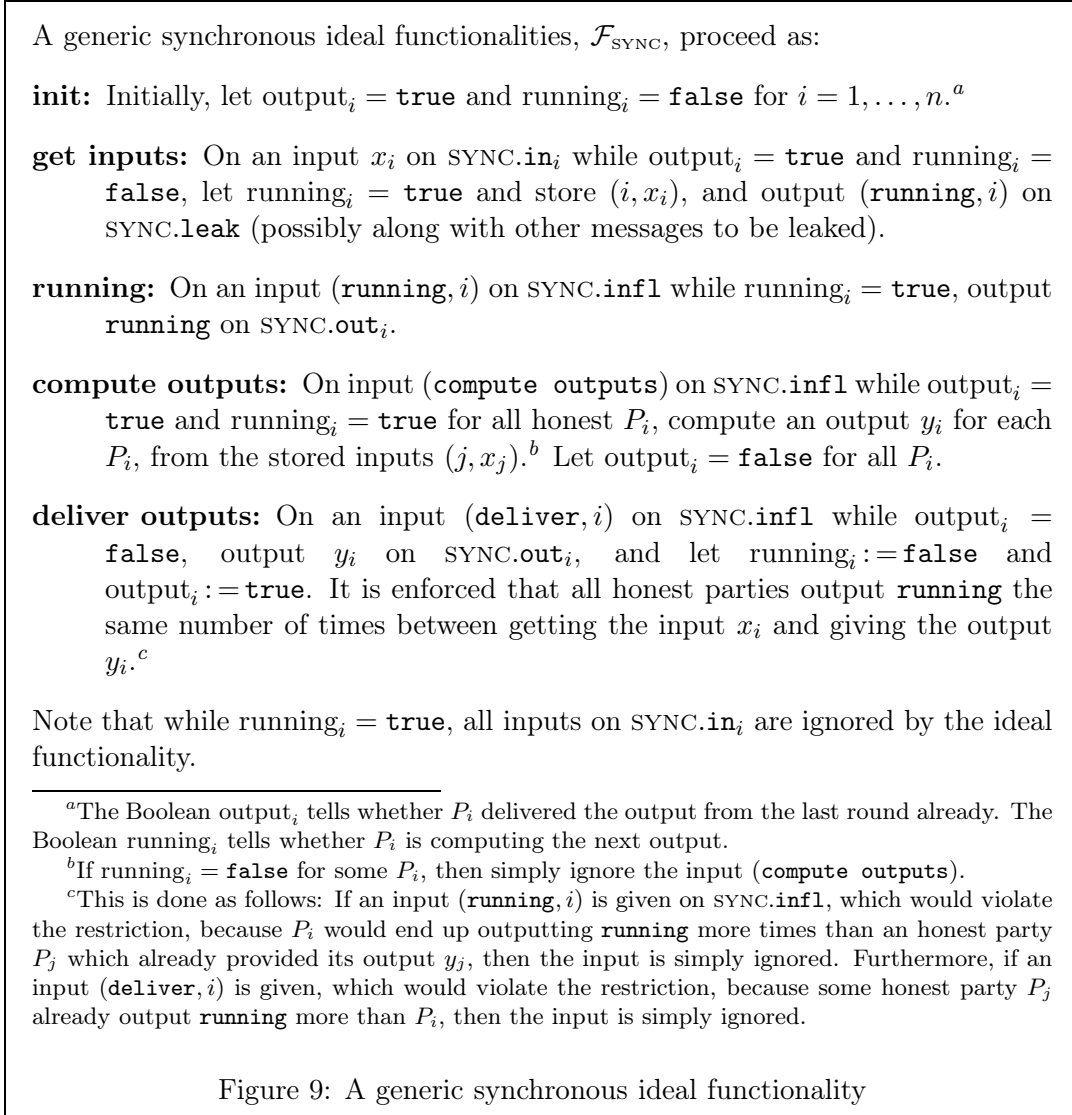 A generic synchronous ideal functionalities, F_SYNC, proceed as:
init: Initially, let output_i = true and running_i = false for i = 1, . . . , n.^a
get inputs: On an input x_i on SYNC.in_i while output_i = true and running_i =
false, let running_i = true and store (i, x_i), and output (running, i) on
SYNC.leak (possibly along with other messages to be leaked).
running: On an input (running, i) on SYNC.infl while running_i = true, output
running on SYNC.out_i.
compute outputs: On input (compute outputs) on SYNC.infl while output_i =
true and running_i = true for all honest P_i, compute an output y_i for each
P_i, from the stored inputs (j, x_j).^b Let output_i = false for all P_i.
deliver outputs: On an input (deliver, i) on SYNC.infl while output_i =
false, output y_i on SYNC.out_i, and let running_i := false and
output_i := true. It is enforced that all honest parties output running the
same number of times between getting the input x_i and giving the output
y_i.^c
Note that while running_i = true, all inputs on SYNC.in_i are ignored by the ideal
functionality.
^aThe Boolean output_i tells whether P_i delivered the output from the last round already. The
Boolean running_i tells whether P_i is computing the next output.
^bIf running_i = false for some P_i, then simply ignore the input (compute outputs).
^cThis is done as follows: If an input (running, i) is given on SYNC.infl, which would violate
the restriction, because P_i would end up outputting running more times than an honest party
P_j which already provided its output y_j, then the input is simply ignored. Furthermore, if an
input (deliver, i) is given, which would violate the restriction, because some honest party P_j
already output running more than P_i, then the input is simply ignored.
Figure 9: A generic synchronous ideal functionality